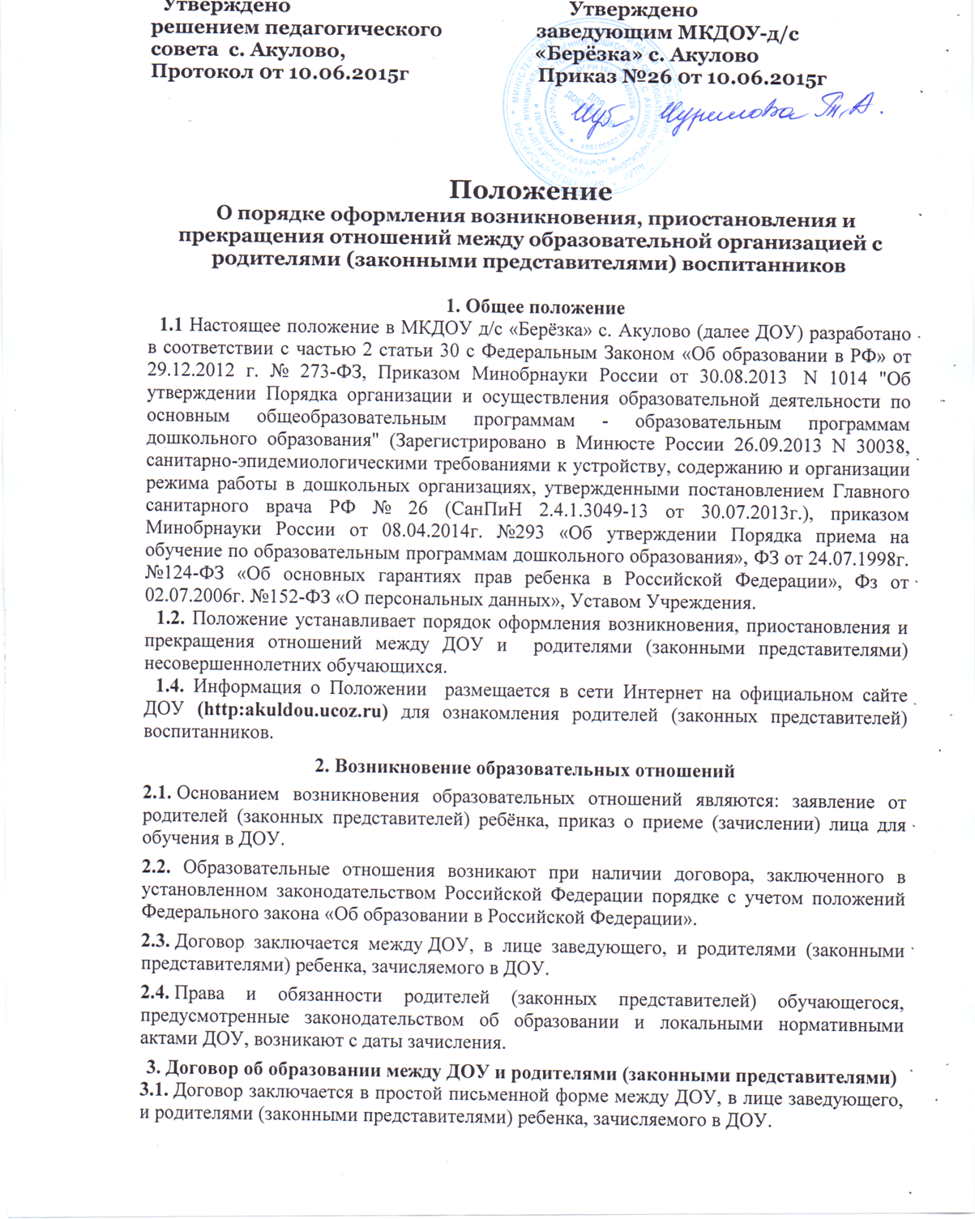 Утверждено
решением педагогического
совета с. Акулово,
Протокол от 10.06.2015г
Утверждено
заведующим МКДОУ-д/с
«Берёзка» с. Акулово
Приказ №26 от 10.06.2015г
Положение
О порядке оформления возникновения, приостановления и
прекращения отношений между образовательной организацией с
родителями (законными представителями) воспитанников
1. Общее положение
1.1 Настоящее положение в МКДОУ д/с «Берёзка» с. Акулово (далее ДОУ) разработано
в соответствии с частью 2 статьи 30 с Федеральным Законом «Об образовании в РФ» от
29.12.2012 г. № 273-ФЗ, Приказом Минобрнауки России от 30.08.2013 N 1014 "Об
утверждении Порядка организации и осуществления образовательной деятельности по
основным общеобразовательным программам - образовательным программам
дошкольного образования" (Зарегистрировано в Минюсте России 26.09.2013 N 30038,
санитарно-эпидемиологическими требованиями к устройству, содержанию и организации
режима работы в дошкольных организациях, утвержденными постановлением Главного
санитарного врача РФ № 26 (СанПиН 2.4.1.3049-13 от 30.07.2013г.), приказом
Минобрнауки России от 08.04.2014г. №293 «Об утверждении Порядка приема на
обучение по образовательным программам дошкольного образования», ФЗ от 24.07.1998г.
№124-ФЗ «Об основных гарантиях прав ребенка в Российской Федерации», Фз от
02.07.2006г. №152-ФЗ «О персональных данных», Уставом Учреждения.
1.2. Положение устанавливает порядок оформления возникновения, приостановления и
прекращения отношений между ДОУ и родителями (законными представителями)
несовершеннолетних обучающихся.
1.4. Информация о Положении размещается в сети Интернет на официальном сайте
ДОУ (http:akuldou.ucoz.ru) для ознакомления родителей (законных представителей)
воспитанников.
2. Возникновение образовательных отношений
2.1. Основанием возникновения образовательных отношений являются: заявление от
родителей (законных представителей) ребёнка, приказ о приеме (зачислении) лица для
обучения в ДОУ.
2.2. Образовательные отношения возникают при наличии договора, заключенного в
установленном законодательством Российской Федерации порядке с учетом положений
Федерального закона «Об образовании в Российской Федерации».
2.3. Договор заключается между ДОУ, в лице заведующего, и родителями (законными
представителями) ребенка, зачисляемого в ДОУ.
2.4. Права и обязанности родителей (законных представителей) обучающегося,
предусмотренные законодательством об образовании и локальными нормативными
актами ДОУ, возникают с даты зачисления.
3. Договор об образовании между ДОУ и родителями (законными представителями)
3.1. Договор заключается в простой письменной форме между ДОУ, в лице заведующего,
и родителями (законными представителями) ребенка, зачисляемого в ДОУ.